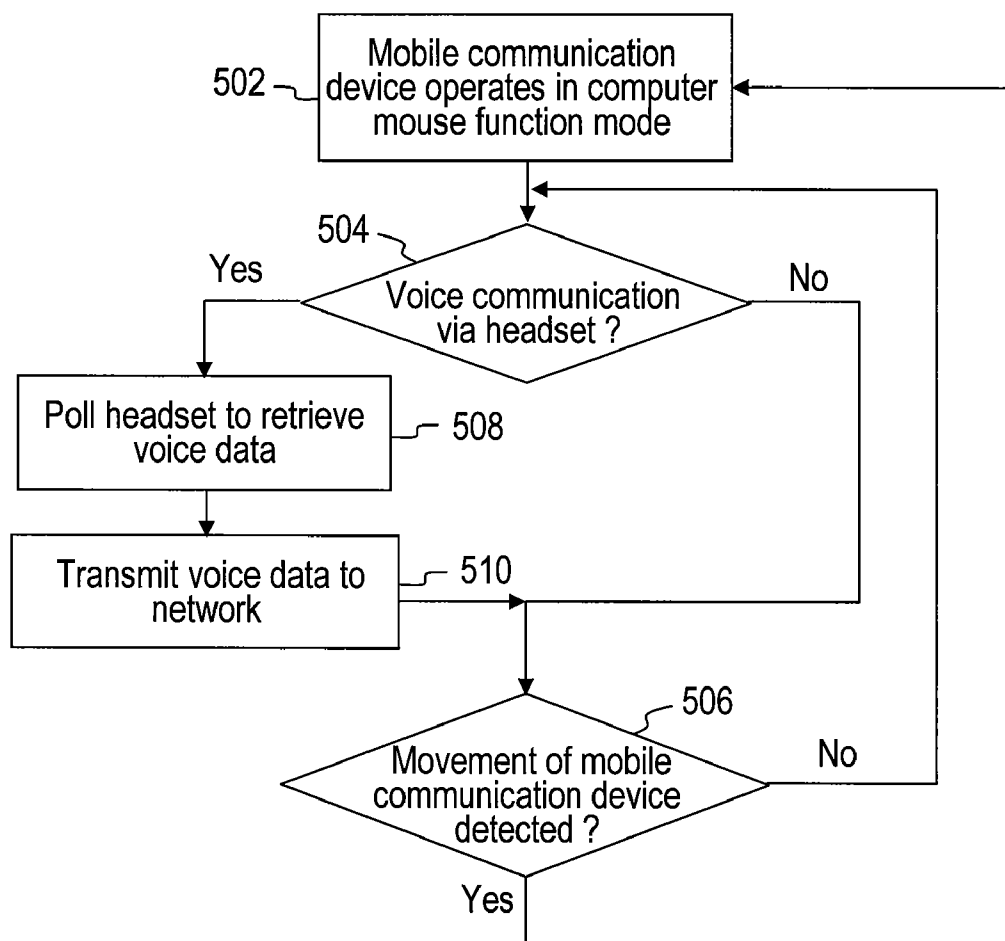 Mobile communication
device operates in computer
mouse function mode
502
504
Yes
No
Voice communication
via headset ?
Poll headset to retrieve
voice data
508
Transmit voice data to
network
510
506
Movement of mobile
communication device
detected ?
No
Yes